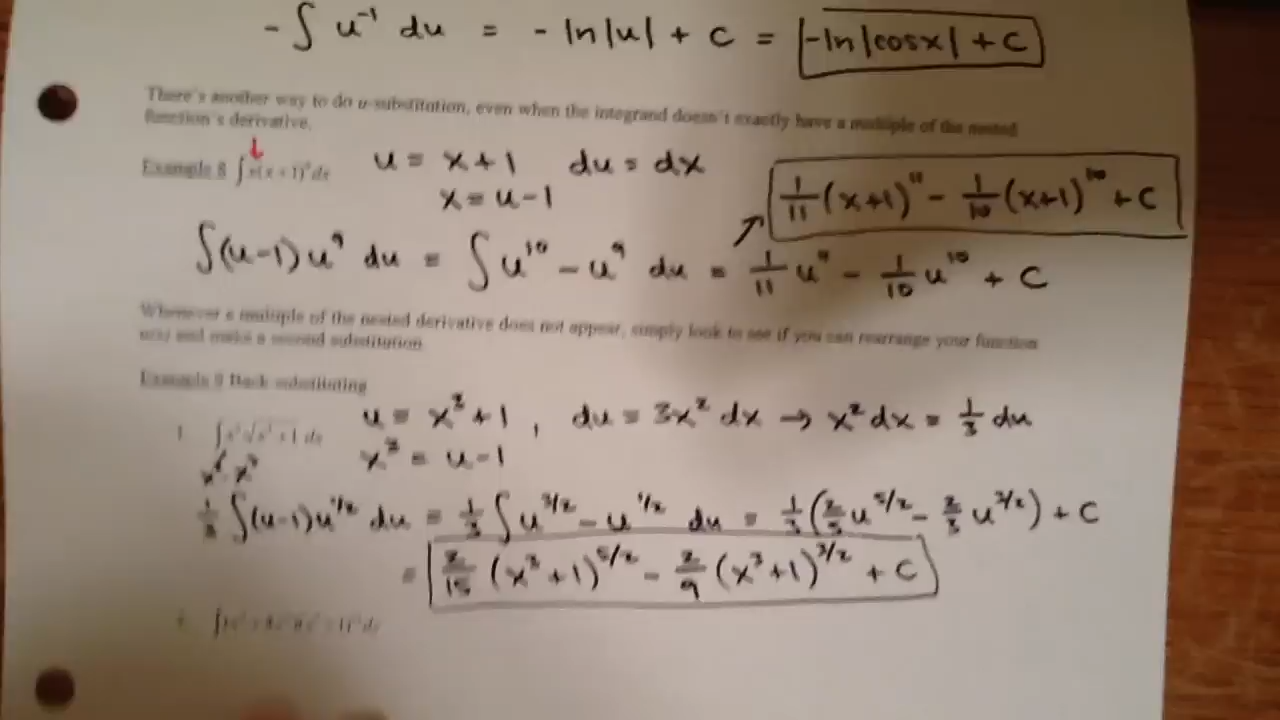 - ∫ u⁻¹ du = - ln|u| + C = -ln|cosx| + C
There's another way to do u-substitution, even when the integrand doesn't exactly have a multiple of the nested
function's derivative.
Example 8 ∫x(x + 1)⁹ dx u = x+1 du = dx
x = u-1
1/11 (x+1)¹¹ - 1/10 (x+1)¹⁰ + C
∫(u-1) u⁹ du = ∫ u¹⁰ - u⁹ du = 1/11 u¹¹ - 1/10 u¹⁰ + C
Whenever a multiple of the nested derivative does not appear, simply look to see if you can rearrange your function
and make a second substitution
Example 9 Back substituting
1. u = x³+1, du = 3x² dx → x² dx = 1/3 du
x³ = u-1
1/3 ∫(u-1)u^1/2 du = 1/3 ∫ u^3/2 - u^1/2 du = 1/3 (2/5 u^5/2 - 2/3 u^3/2) + C
= 2/15 (x³+1)^5/2 - 2/9 (x³+1)^3/2 + C